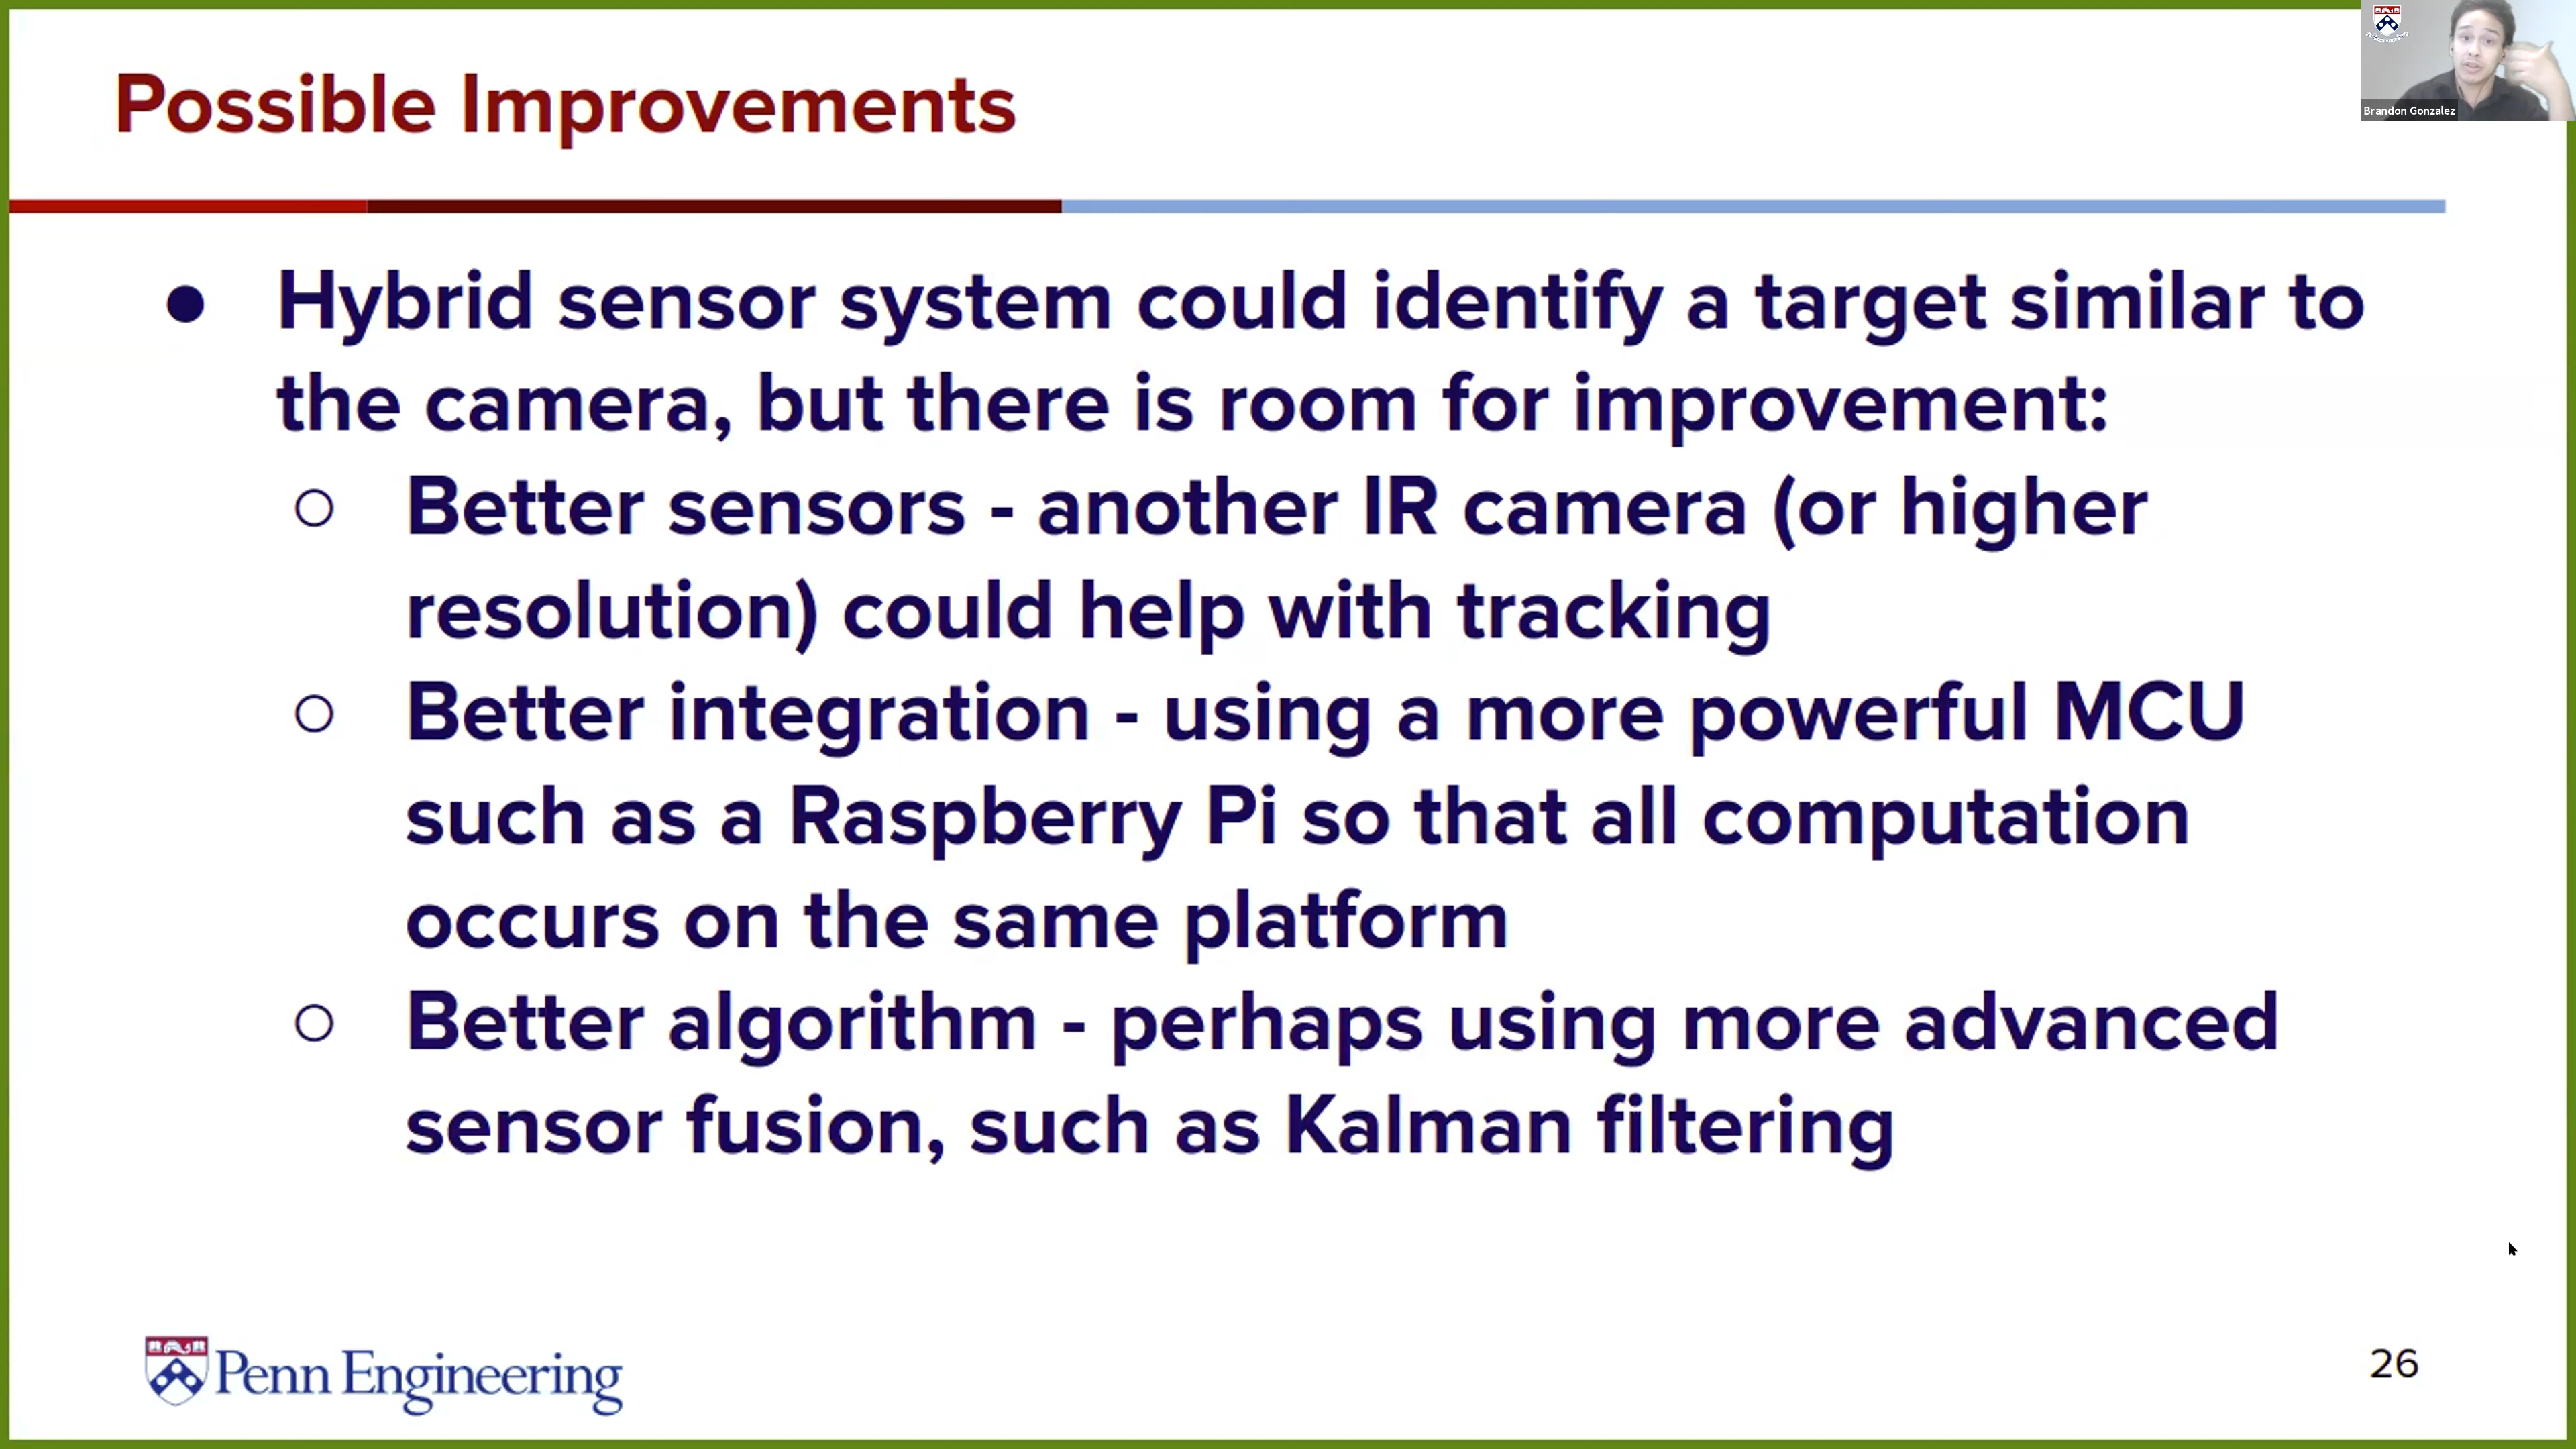 Possible Improvements
Brandon Gonzalez
● Hybrid sensor system could identify a target similar to
the camera, but there is room for improvement:
○ Better sensors - another IR camera (or higher
resolution) could help with tracking
○ Better integration - using a more powerful MCU
such as a Raspberry Pi so that all computation
occurs on the same platform
○ Better algorithm - perhaps using more advanced
sensor fusion, such as Kalman filtering
Penn Engineering
26